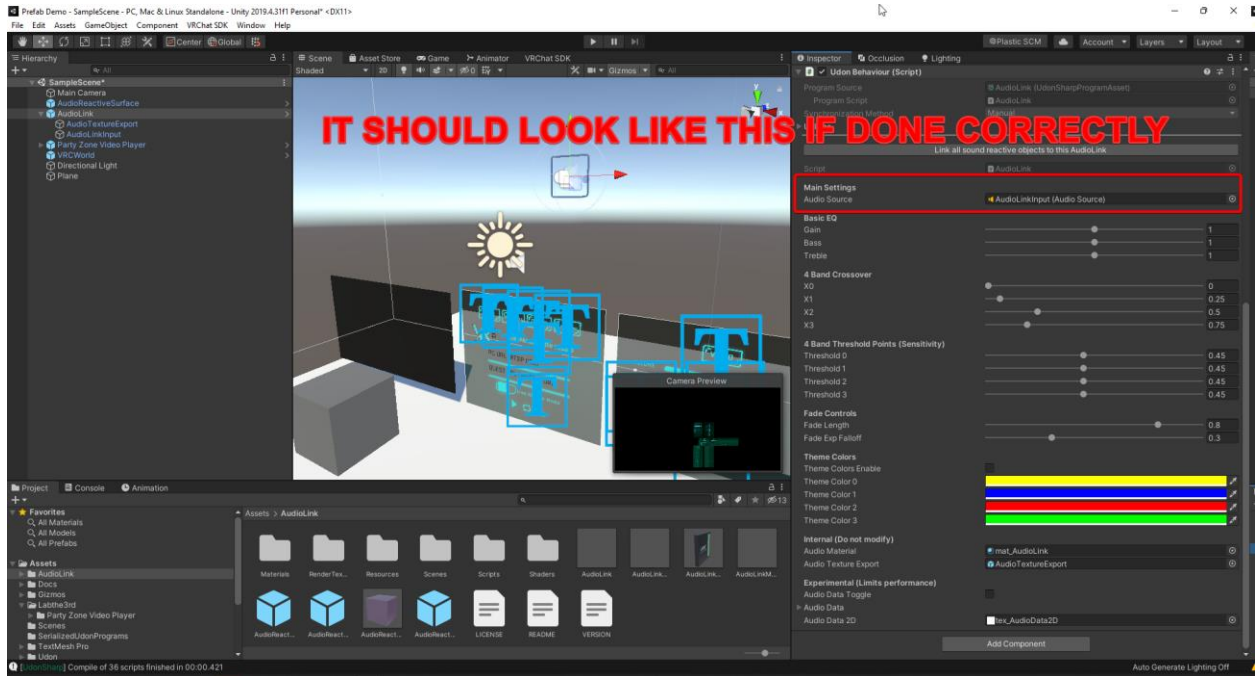 Prefab Demo - SampleScene - PC, Mac & Linux Standalone - Unity 2019.4.31f1 Personal* <DX11>
File Edit Assets GameObject Component VRChat SDK Window Help
Center Global
Plastic SCM Account Layers Layout
Hierarchy
All
SampleScene*
Main Camera
AudioReactiveSurface
AudioLink
AudioTextureExport
AudioLinkInput
Party Zone Video Player
VRCWorld
Directional Light
Plane
Scene Asset Store Game Animator VRChat SDK
Shaded 2D 0 Gizmos All
y
IT SHOULD LOOK LIKE THIS IF DONE CORRECTLY
T T T T
T
T
Camera Preview
Inspector Occlusion Lighting
Udon Behaviour (Script)
Program Source AudioLink (UdonSharpProgramAsset)
Program Script AudioLink
Synchronization Method Manual
Link all sound reactive objects to this AudioLink
Script AudioLink
Main Settings
Audio Source AudioLinkInput (Audio Source)
Basic EQ
Gain 1
Bass 1
Treble 1
4 Band Crossover
X0 0
X1 0.25
X2 0.5
X3 0.75
4 Band Threshold Points (Sensitivity)
Threshold 0 0.45
Threshold 1 0.45
Threshold 2 0.45
Threshold 3 0.45
Fade Controls
Fade Length 0.8
Fade Exp Falloff 0.3
Theme Colors
Theme Colors Enable
Theme Color 0
Theme Color 1
Theme Color 2
Theme Color 3
Internal (Do not modify)
Audio Material mat_AudioLink
Audio Texture Export AudioTextureExport
Experimental (Limits performance)
Audio Data Toggle
Audio Data
Audio Data 2D tex_AudioData2D
Add Component
Project Console Animation
13
Favorites
All Materials
All Models
All Prefabs
Assets
AudioLink
Docs
Gizmos
Labthe3rd
Party Zone Video Player
Scenes
SerializedUdonPrograms
TextMesh Pro
Udon
Assets > AudioLink
Materials RenderTex... Resources Scenes Scripts Shaders AudioLink AudioLink... AudioLink... AudioLinkM...
AudioReact... AudioReact... AudioReact... AudioReact... LICENSE README VERSION
[UdonSharp] Compile of 36 scripts finished in 00:00.421
Auto Generate Lighting Off